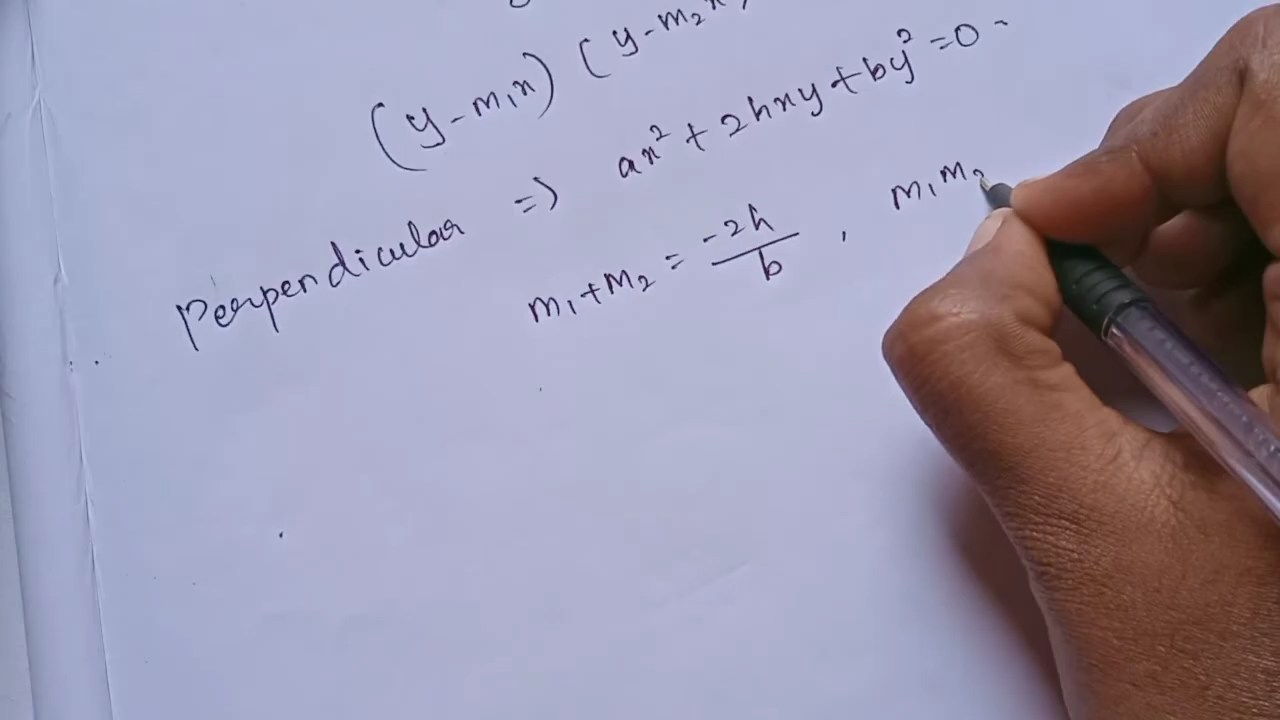 (y-m₁x) (y-m₂x)
Perpendicular => ax² + 2hxy + by² = 0
m₁+m₂ = -2h/b , m₁m₂